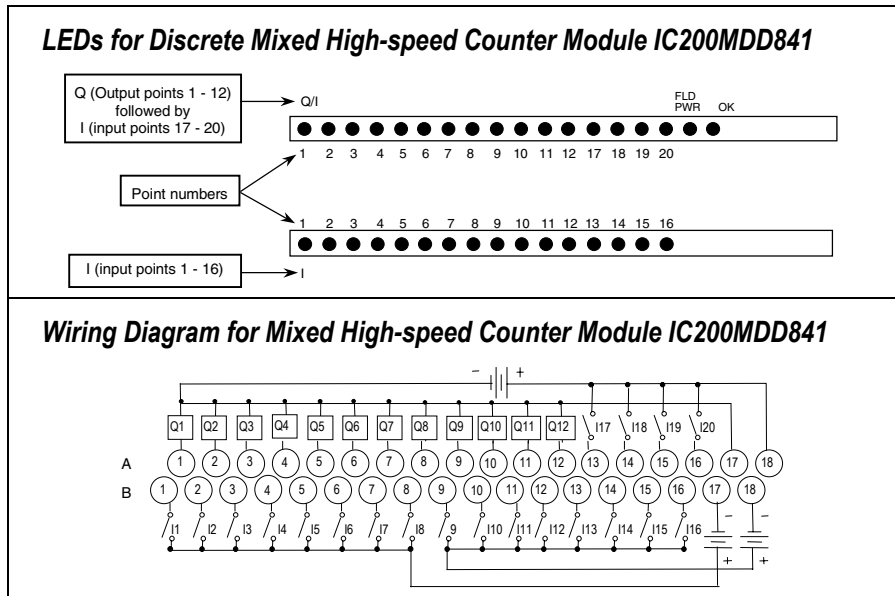 LEDs for Discrete Mixed High-speed Counter Module IC200MDD841
Q (Output points 1 - 12)
followed by
I (input points 17 - 20)
Q/I
FLD
PWR OK
1 2 3 4 5 6 7 8 9 10 11 12 17 18 19 20
Point numbers
1 2 3 4 5 6 7 8 9 10 11 12 13 14 15 16
I (input points 1 - 16)
I
Wiring Diagram for Mixed High-speed Counter Module IC200MDD841
- +
Q1 Q2 Q3 Q4 Q5 Q6 Q7 Q8 Q9 Q10 Q11 Q12 I17 I18 I19 I20
A 1 2 3 4 5 6 7 8 9 10 11 12 13 14 15 16 17 18
B 1 2 3 4 5 6 7 8 9 10 11 12 13 14 15 16 17 18
I1 I2 I3 I4 I5 I6 I7 I8 9 I10 I11 I12 I13 I14 I15 I16 - -
+ +